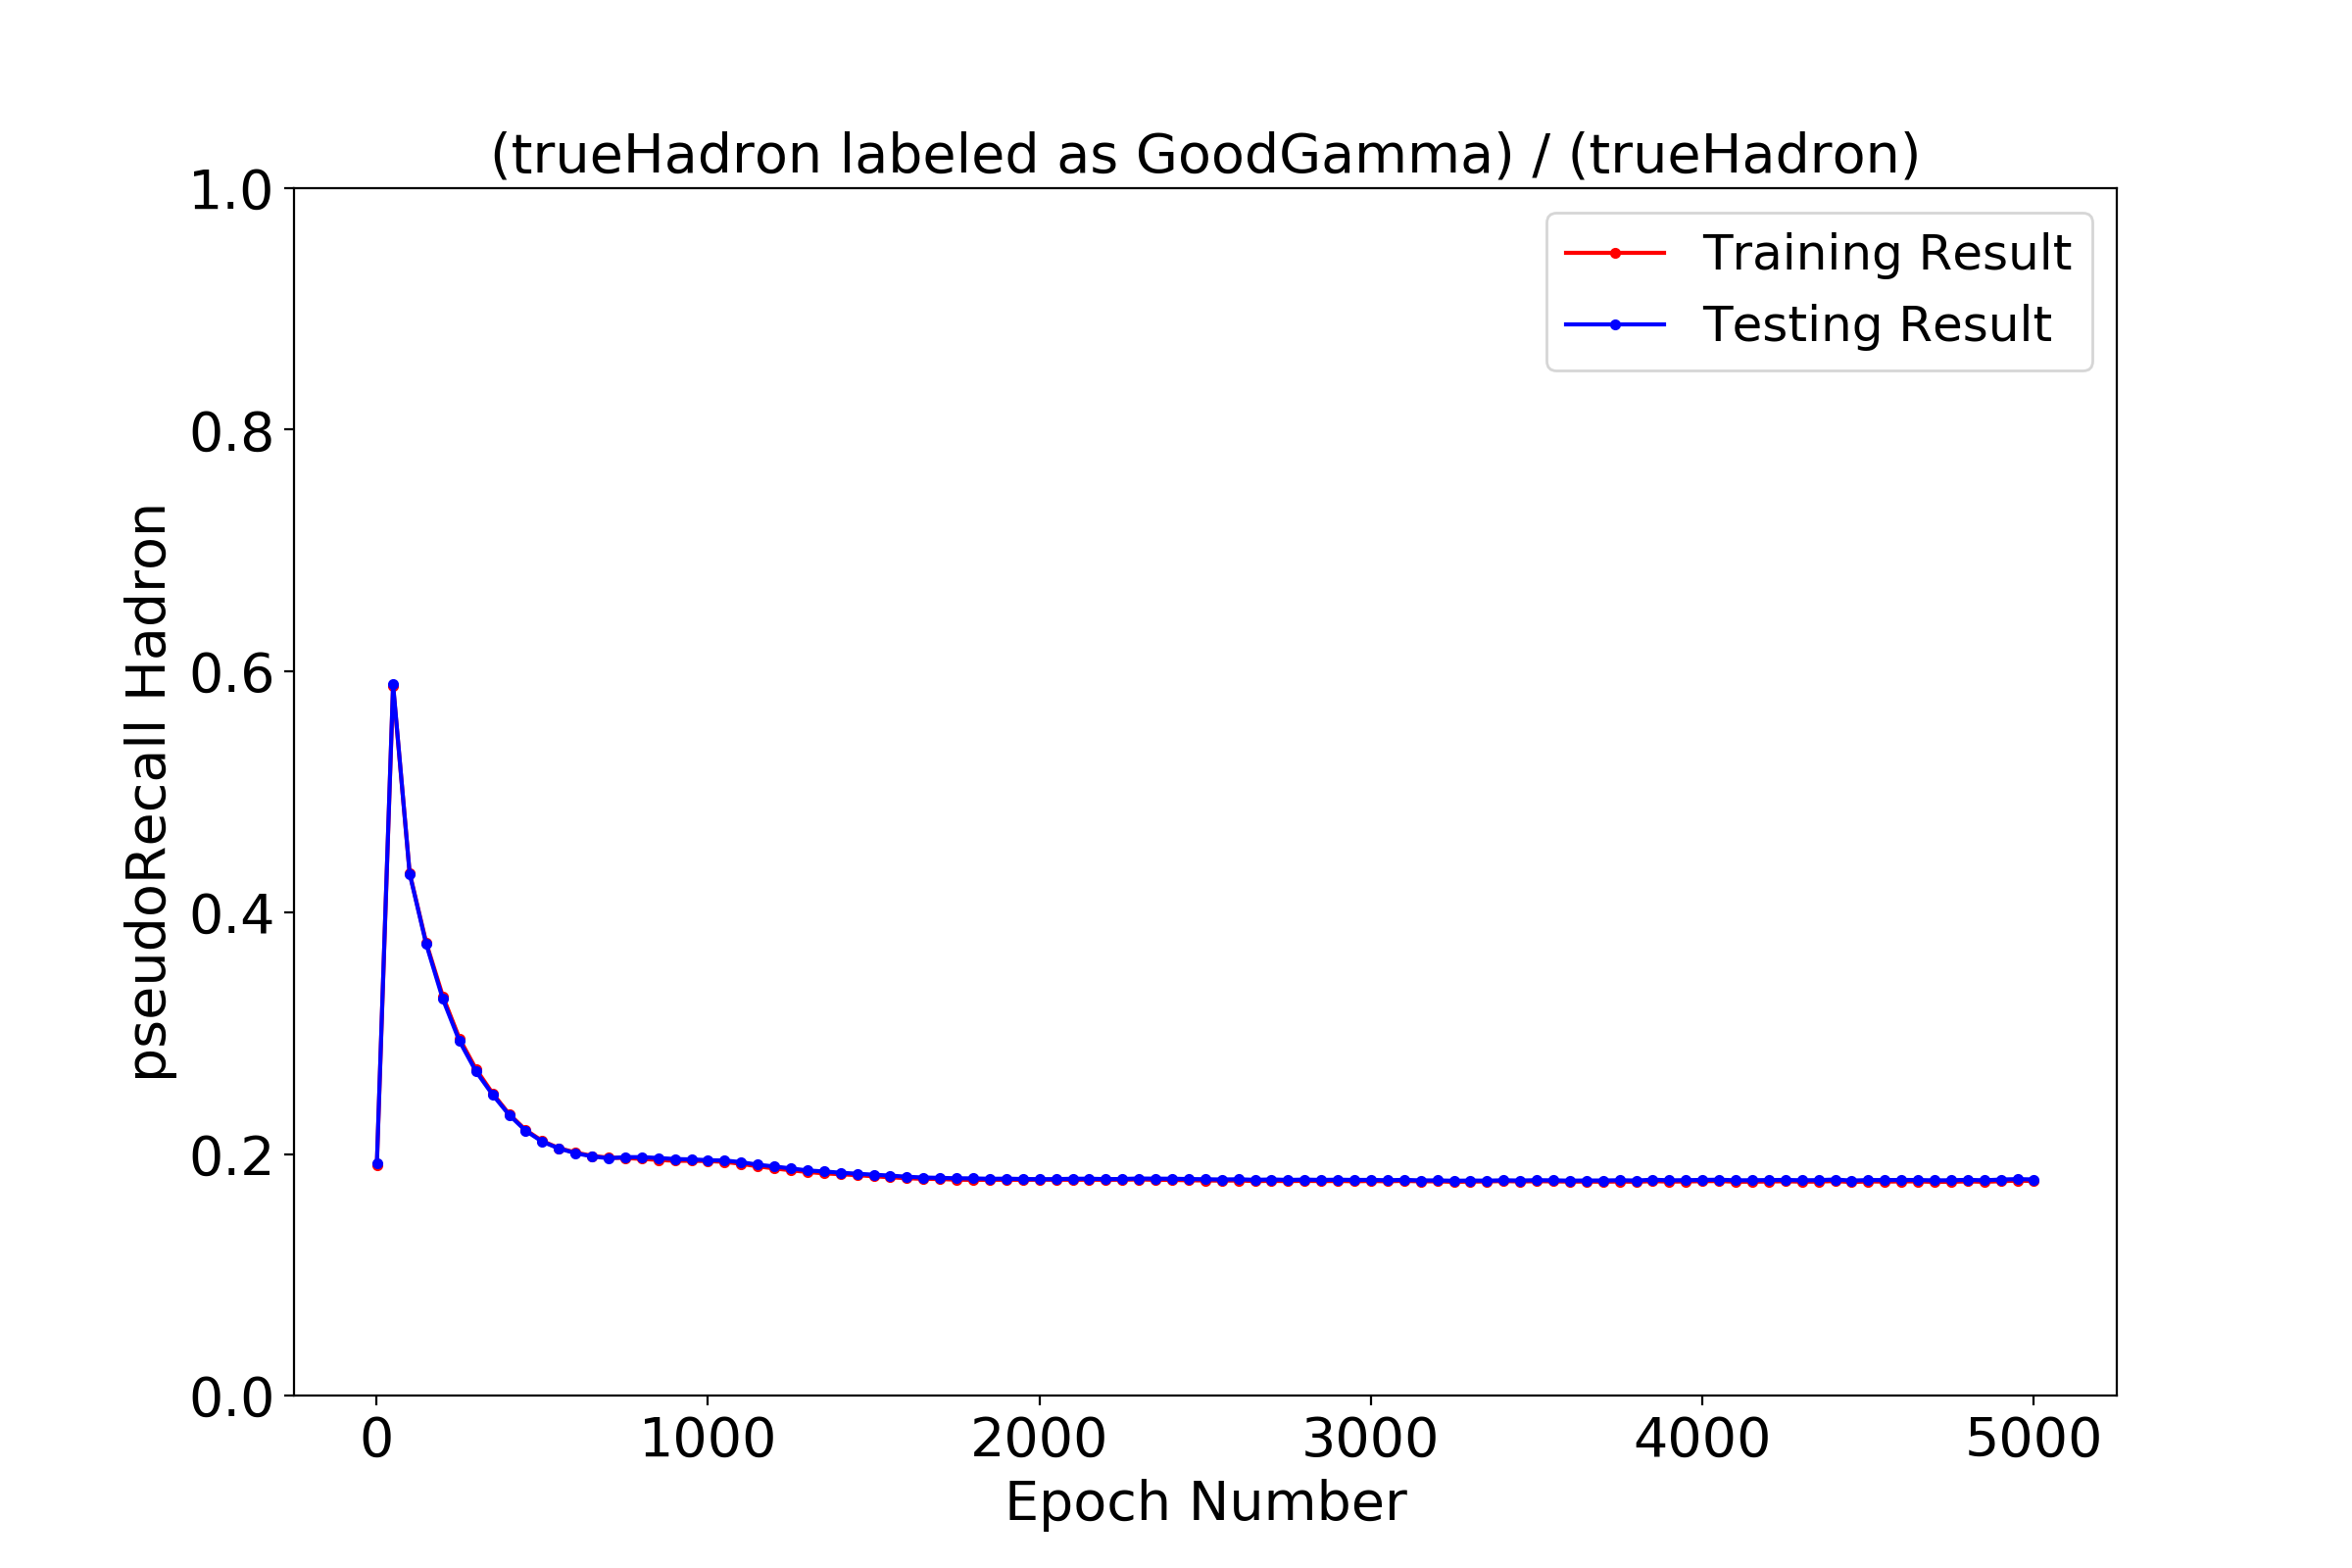 (trueHadron labeled as GoodGamma) / (trueHadron)
1.0
0.8
0.6
0.4
0.2
0.0
pseudoRecall Hadron
Training Result
Testing Result
0 1000 2000 3000 4000 5000
Epoch Number